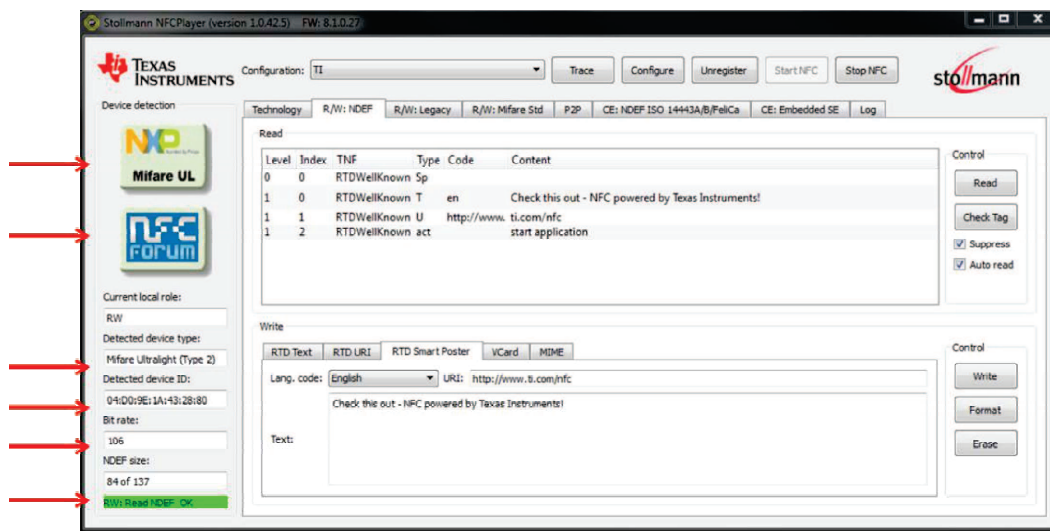 Stollmann NFCPlayer (version 1.0.42.5) FW: 8.1.0.27
TEXAS INSTRUMENTS
Configuration: TI
Trace
Configure
Unregister
Start NFC
Stop NFC
stollmann
Device detection
NXP
Mifare UL
NFC FORUM
Current local role:
RW
Detected device type:
Mifare Ultralight (Type 2)
Detected device ID:
04:D0:9E:1A:43:28:80
Bit rate:
106
NDEF size:
84 of 137
RW: Read NDEF OK
Technology R/W: NDEF R/W: Legacy R/W: Mifare Std P2P CE: NDEF ISO 14443A/B/FeliCa CE: Embedded SE Log
Read
Level Index TNF Type Code Content
0 0 RTDWellKnown Sp
1 0 RTDWellKnown T en Check this out - NFC powered by Texas Instruments!
1 1 RTDWellKnown U http://www. ti.com/nfc
1 2 RTDWellKnown act start application
Control
Read
Check Tag
Suppress
Auto read
Write
RTD Text RTD URI RTD Smart Poster VCard MIME
Lang. code: English URI: http://www.ti.com/nfc
Text: Check this out - NFC powered by Texas Instruments!
Control
Write
Format
Erase